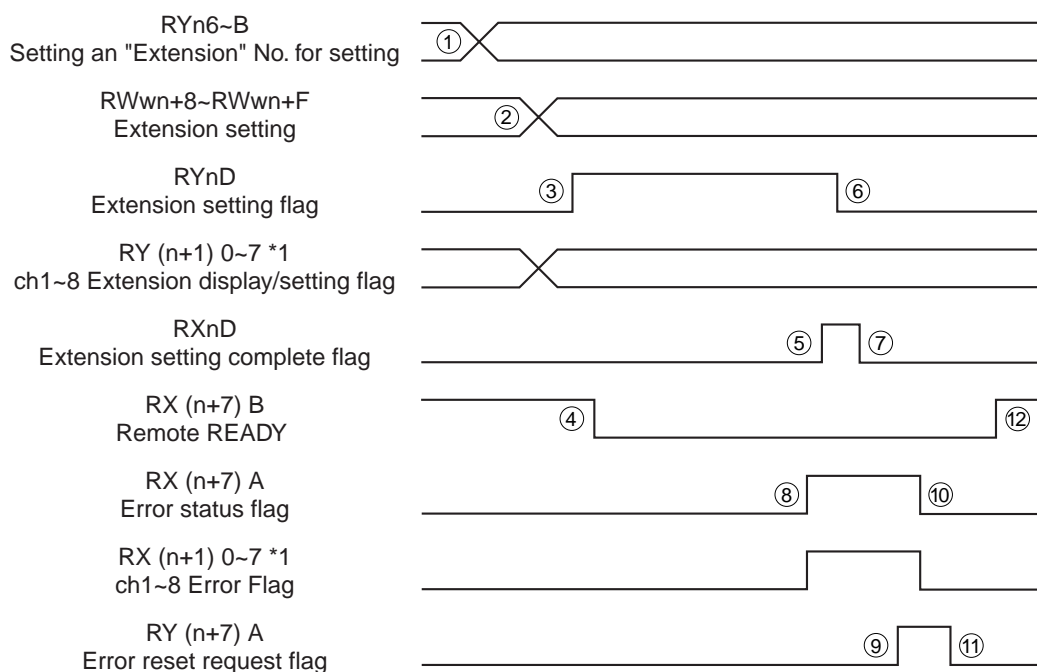 RYn6~B
Setting an "Extension" No. for setting
①
RWwn+8~RWwn+F
Extension setting
②
RYnD
Extension setting flag
③
⑥
RY (n+1) 0~7 *1
ch1~8 Extension display/setting flag
RXnD
Extension setting complete flag
⑤
⑦
RX (n+7) B
Remote READY
④
⑫
RX (n+7) A
Error status flag
⑧
⑩
RX (n+1) 0~7 *1
ch1~8 Error Flag
RY (n+7) A
Error reset request flag
⑨
⑪